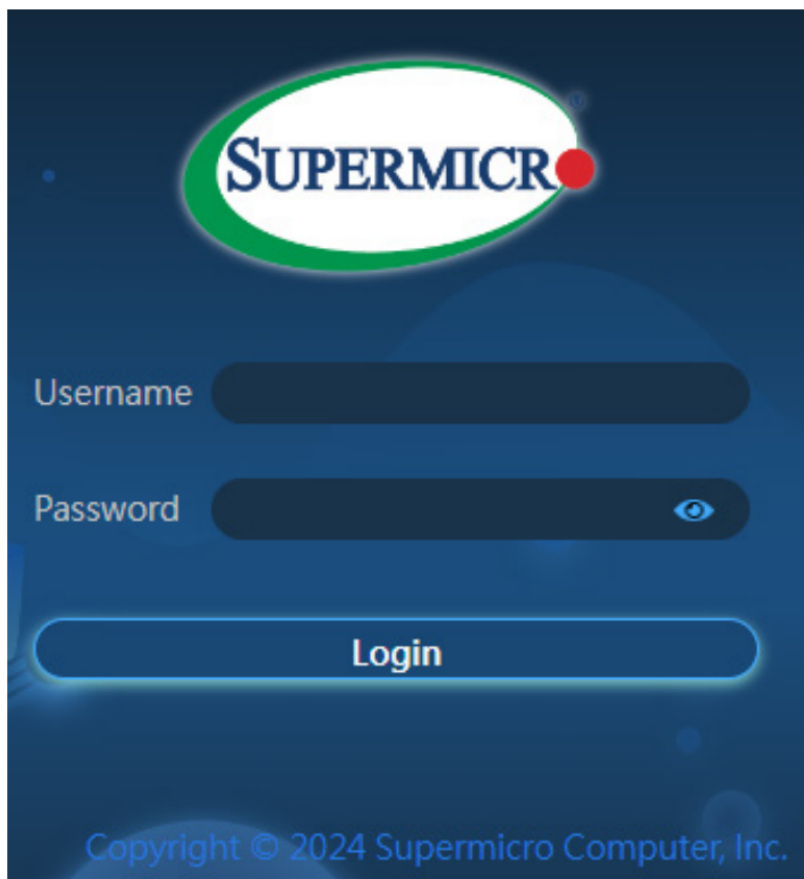 SUPERMICR
Username
Password
Login
Copyright © 2024 Supermicro Computer, Inc.